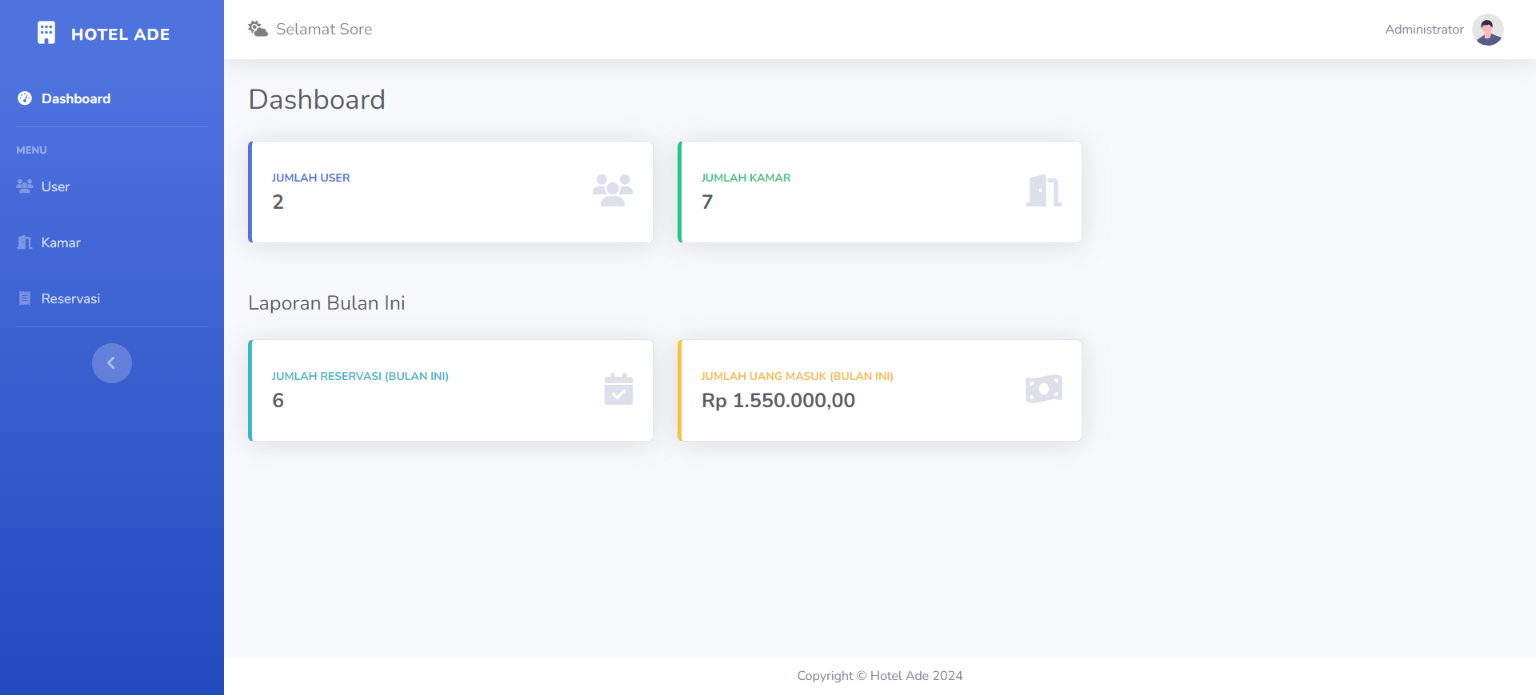 HOTEL ADE
Dashboard
MENU
User
Kamar
Reservasi
Selamat Sore
Administrator
Dashboard
JUMLAH USER
2
JUMLAH KAMAR
7
Laporan Bulan Ini
JUMLAH RESERVASI (BULAN INI)
6
JUMLAH UANG MASUK (BULAN INI)
Rp 1.550.000,00
Copyright © Hotel Ade 2024